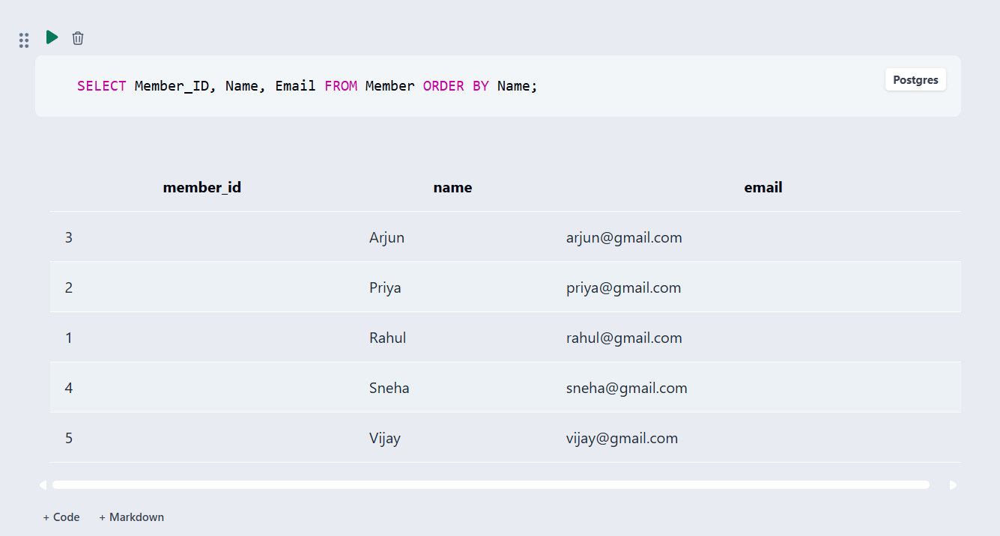 SELECT Member_ID, Name, Email FROM Member ORDER BY Name;
Postgres
member_id name email
3 Arjun arjun@gmail.com
2 Priya priya@gmail.com
1 Rahul rahul@gmail.com
4 Sneha sneha@gmail.com
5 Vijay vijay@gmail.com
+ Code + Markdown